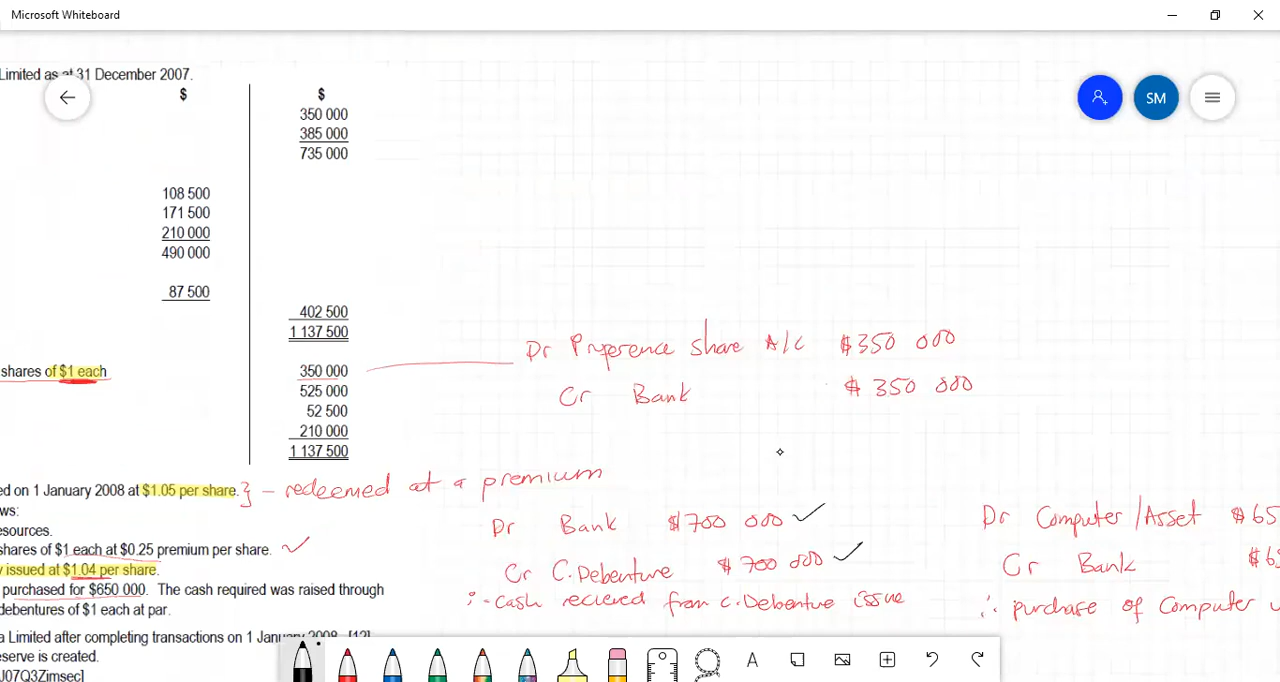 Microsoft Whiteboard
Limited as at 31 December 2007.
$ $
350 000
385 000
735 000
108 500
171 500
210 000
490 000
87 500
402 500
1 137 500
shares of $1 each 350 000
525 000
52 500
210 000
1 137 500
Dr Preference share A/C $350 000
Cr Bank $350 000
SM
ed on 1 January 2008 at $1.05 per share. } - redeemed at a premium
ws:
esources.
shares of $1 each at $0.25 premium per share.
y issued at $1.04 per share.
purchased for $650 000. The cash required was raised through
debentures of $1 each at par.
Dr Bank $700 000
Cr C.Debenture $700 000
∴ Cash recieved from C.Debentue issue
Dr Computer/Asset $65
Cr Bank $65
∴ purchase of Computer
a Limited after completing transactions on 1 January 2008. [12]
eserve is created.
J07Q3Zimsec]
A